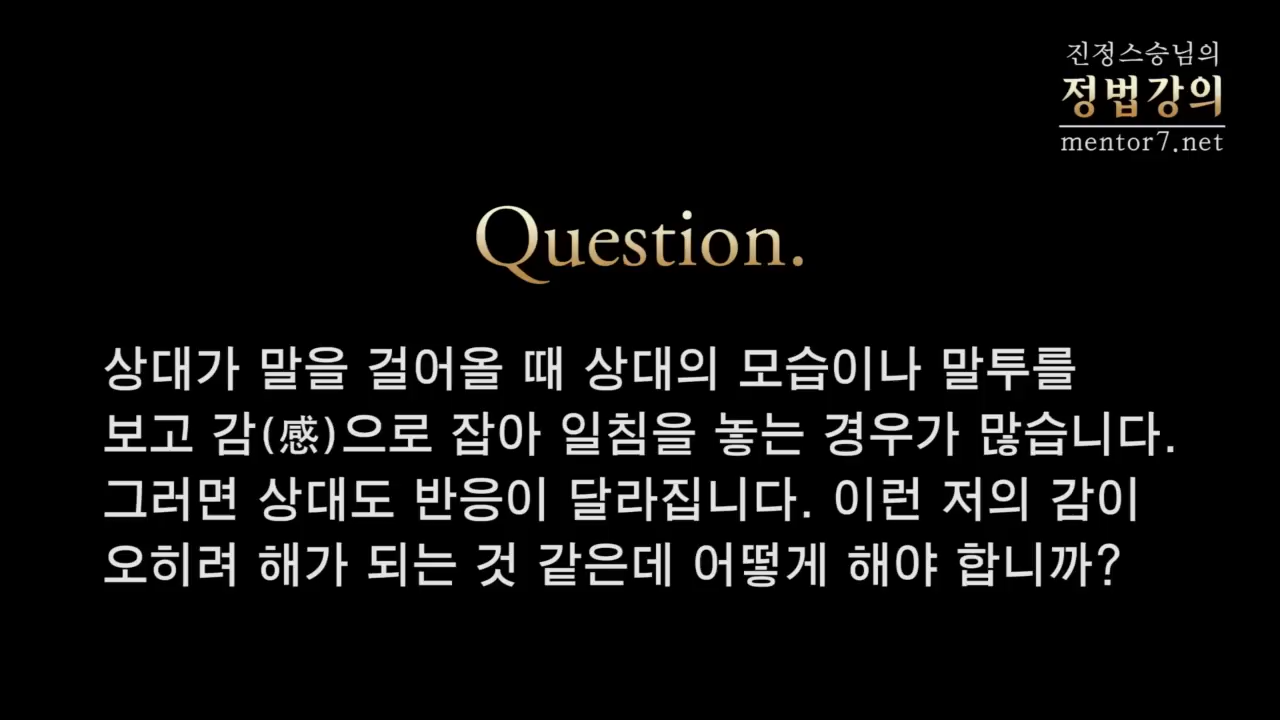 진정스승님의
정법강의
mentor7.net
Question.
상대가 말을 걸어올 때 상대의 모습이나 말투를
보고 감(感)으로 잡아 일침을 놓는 경우가 많습니다.
그러면 상대도 반응이 달라집니다. 이런 저의 감이
오히려 해가 되는 것 같은데 어떻게 해야 합니까?